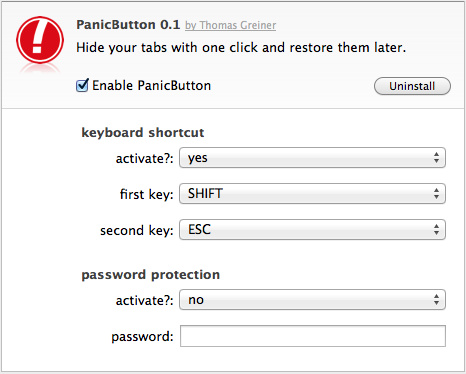 PanicButton 0.1 by Thomas Greiner
Hide your tabs with one click and restore them later.
Enable PanicButton Uninstall
keyboard shortcut
activate?: yes
first key: SHIFT
second key: ESC
password protection
activate?: no
password: